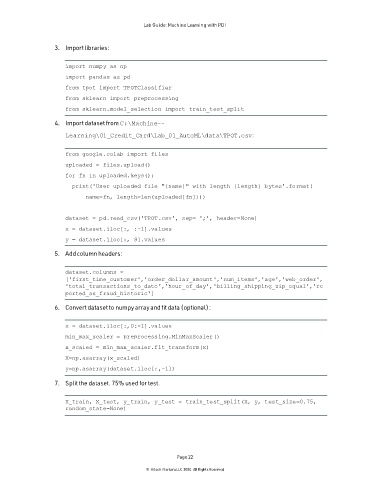 Lab Guide: Machine Learning with PDI
3. Import libraries:
import numpy as np
import pandas as pd
from tpot import TPOTClassifier
from sklearn import preprocessing
from sklearn.model_selection import train_test_split
4. Import dataset from C:\Machine--
Learning\01_Credit_Card\Lab_01_AutoML\data\TPOT.csv:
from google.colab import files
uploaded = files.upload()
for fn in uploaded.keys():
print('User uploaded file "{name}" with length {length} bytes'.format(
name=fn, length=len(uploaded[fn])))
dataset = pd.read_csv('TPOT.csv', sep= ';', header=None)
x = dataset.iloc[:, :-1].values
y = dataset.iloc[:, 8].values
5. Add column headers:
dataset.columns =
['first_time_customer','order_dollar_amount','num_items','age','web_order',
'total_transactions_to_date','hour_of_day','billing_shipping_zip_equal','re
ported_as_fraud_historic']
6. Convert dataset to numpy array and fit data (optional):
x = dataset.iloc[:,0:-1].values
min_max_scaler = preprocessing.MinMaxScaler()
x_scaled = min_max_scaler.fit_transform(x)
X=np.asarray(x_scaled)
y=np.asarray(dataset.iloc[:,-1])
7. Split the dataset. 75% used for test.
X_train, X_test, y_train, y_test = train_test_split(X, y, test_size=0.75,
random_state=None)
Page 22
© Hitachi Vantara LLC 2020. All Rights Reserved